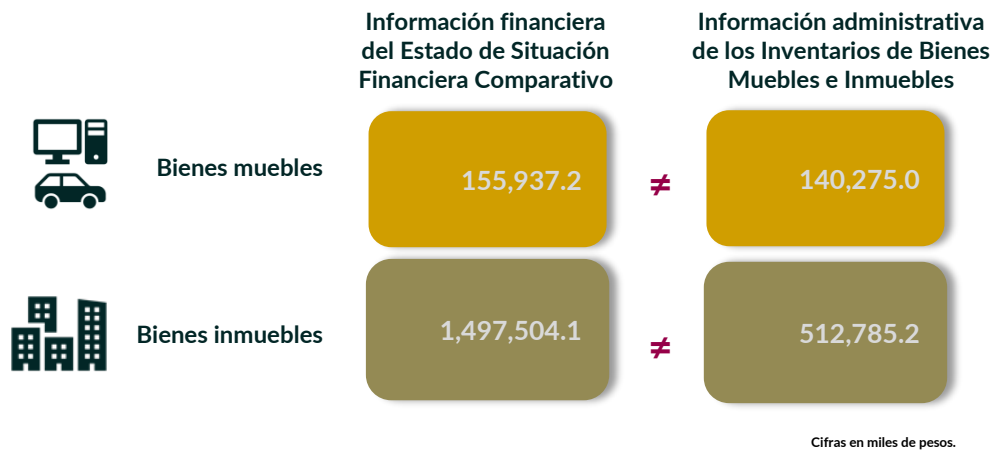 Información financiera
del Estado de Situación
Financiera Comparativo
Información administrativa
de los Inventarios de Bienes
Muebles e Inmuebles
Bienes muebles
155,937.2
≠
140,275.0
Bienes inmuebles
1,497,504.1
≠
512,785.2
Cifras en miles de pesos.